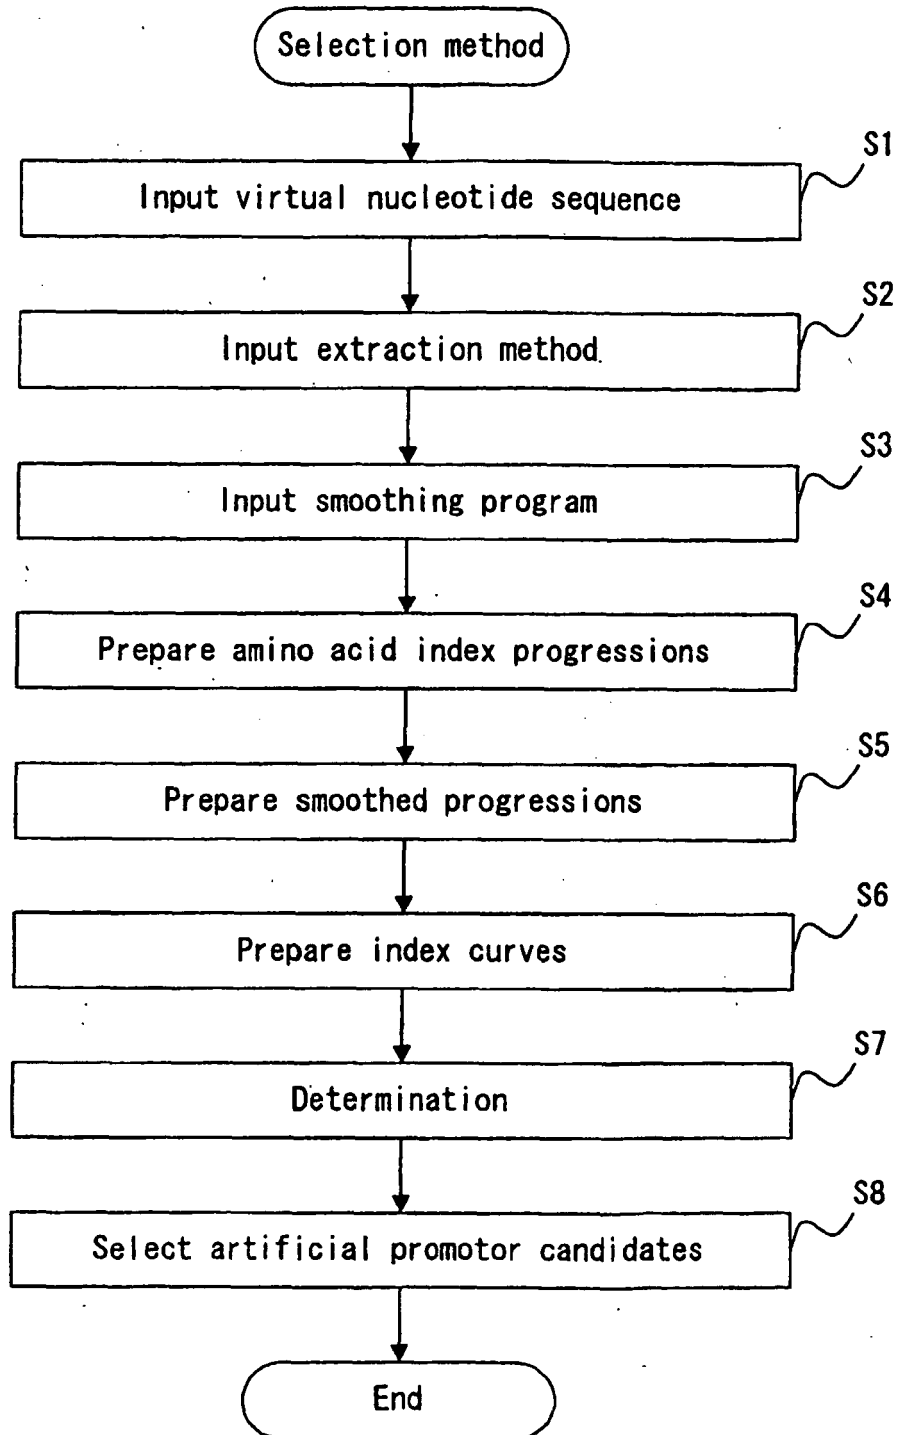 Selection method
S1
Input virtual nucleotide sequence
S2
Input extraction method
S3
Input smoothing program
S4
Prepare amino acid index progressions
S5
Prepare smoothed progressions
S6
Prepare index curves
S7
Determination
S8
Select artificial promotor candidates
End